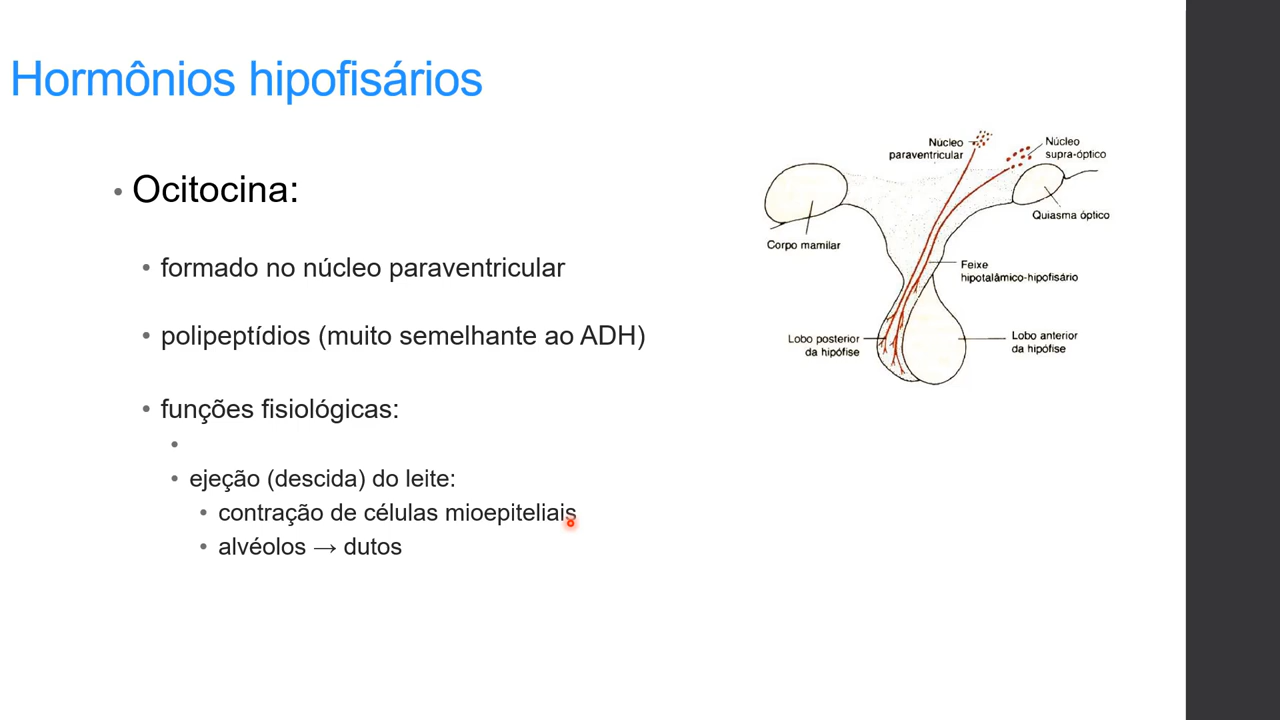 Hormônios hipofisários
• Ocitocina:
• formado no núcleo paraventricular
• polipeptídios (muito semelhante ao ADH)
• funções fisiológicas:
•
• ejeção (descida) do leite:
• contração de células mioepiteliais
• alvéolos → dutos
Núcleo
paraventricular
Núcleo
supra-óptico
Quiasma óptico
Corpo mamilar
Feixe
hipotalâmico-hipofisário
Lobo posterior
da hipófise
Lobo anterior
da hipófise